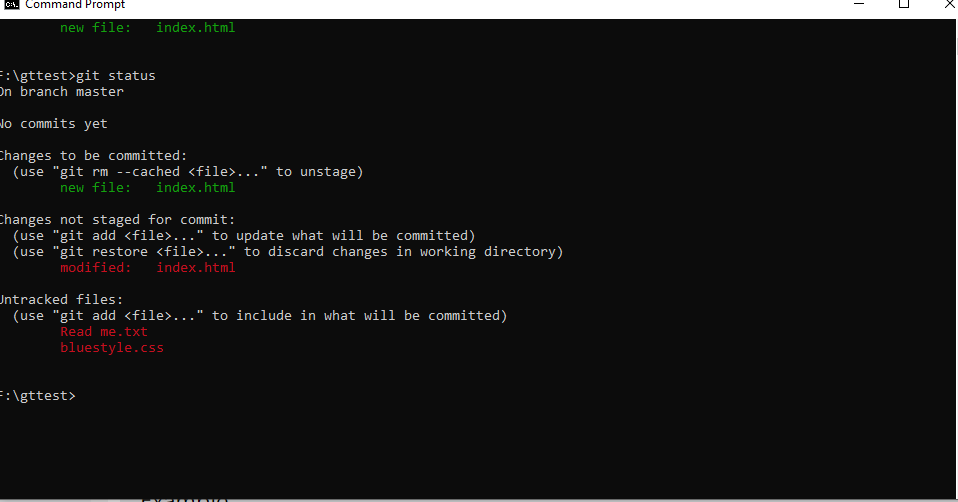 Command Prompt
new file:   index.html
F:\gttest>git status
On branch master
No commits yet
Changes to be committed:
(use "git rm --cached <file>..." to unstage)
new file:   index.html
Changes not staged for commit:
(use "git add <file>..." to update what will be committed)
(use "git restore <file>..." to discard changes in working directory)
modified:   index.html
Untracked files:
(use "git add <file>..." to include in what will be committed)
Read me.txt
bluestyle.css
F:\gttest>
Example